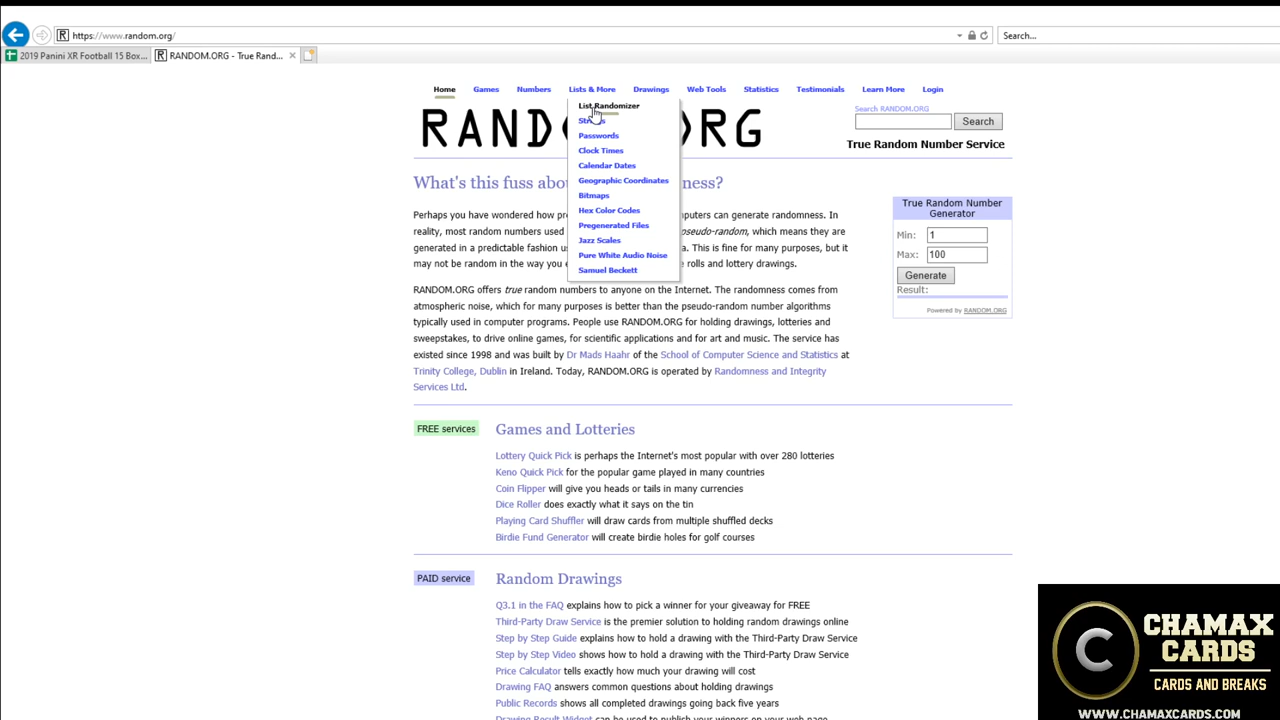 https://www.random.org/
Search...
2019 Panini XR Football 15 Box...
RANDOM.ORG - True Rand...
Home Games Numbers Lists & More Drawings Web Tools Statistics Testimonials Learn More Login
List Randomizer
Passwords
Clock Times
Calendar Dates
Geographic Coordinates
Bitmaps
Hex Color Codes
Pregenerated Files
Jazz Scales
Pure White Audio Noise
Samuel Beckett
Search RANDOM.ORG
Search
True Random Number Service
What's this fuss
Perhaps you have wondered how computers can generate randomness. In
reality, most random numbers used pseudo-random, which means they are
generated in a predictable fashion This is fine for many purposes, but it
may not be random in the way you rolls and lottery drawings.
RANDOM.ORG offers true random numbers to anyone on the Internet. The randomness comes from
atmospheric noise, which for many purposes is better than the pseudo-random number algorithms
typically used in computer programs. People use RANDOM.ORG for holding drawings, lotteries and
sweepstakes, to drive online games, for scientific applications and for art and music. The service has
existed since 1998 and was built by Dr Mads Haahr of the School of Computer Science and Statistics at
Trinity College, Dublin in Ireland. Today, RANDOM.ORG is operated by Randomness and Integrity
Services Ltd.
True Random Number
Generator
Min: 1
Max: 100
Generate
Result:
Powered by RANDOM.ORG
FREE services
Games and Lotteries
Lottery Quick Pick is perhaps the Internet's most popular with over 280 lotteries
Keno Quick Pick for the popular game played in many countries
Coin Flipper will give you heads or tails in many currencies
Dice Roller does exactly what it says on the tin
Playing Card Shuffler will draw cards from multiple shuffled decks
Birdie Fund Generator will create birdie holes for golf courses
PAID service
Random Drawings
Q3.1 in the FAQ explains how to pick a winner for your giveaway for FREE
Third-Party Draw Service is the premier solution to holding random drawings online
Step by Step Guide explains how to hold a drawing with the Third-Party Draw Service
Step by Step Video shows how to hold a drawing with the Third-Party Draw Service
Price Calculator tells exactly how much your drawing will cost
Drawing FAQ answers common questions about holding drawings
Public Records shows all completed drawings going back five years
Drawing Result Widget can be used to publish your winners on your web page
C
CHAMAX
CARDS
CARDS AND BREAKS
WWW.CHAMAXCARDS.COM